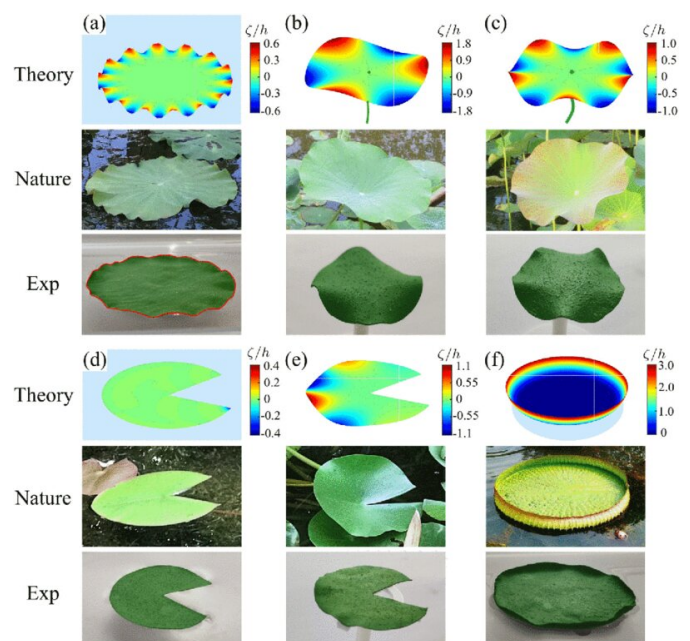 (a) (b) (c)
ζ/h ζ/h ζ/h
Theory
0.6 1.8 1.0
0.3 0.9 0.5
0 0 0
-0.3 -0.9 -0.5
-0.6 -1.8 -1.0
Nature
Exp
(d) (e) (f)
ζ/h ζ/h ζ/h
Theory
0.4 1.1 3.0
0.2 0.55 2.0
0 0
-0.2 0.55 1.0
-0.4 -1.1 0
Nature
Exp